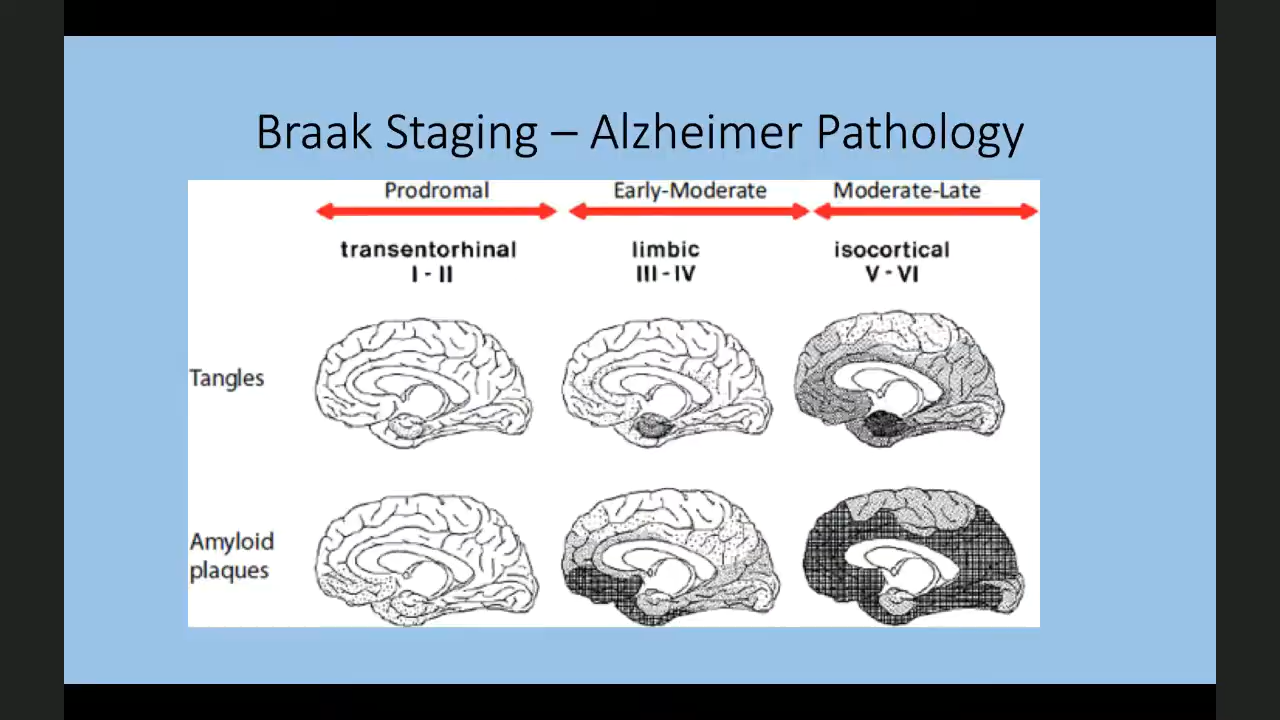 Braak Staging – Alzheimer Pathology
Prodromal
Early-Moderate
Moderate-Late
transentorhinal
I - II
limbic
III - IV
isocortical
V - VI
Tangles
Amyloid
plaques